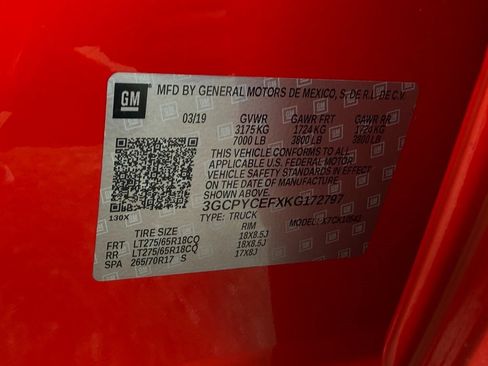 GM
MFD BY GENERAL MOTORS DE MEXICO, S. DE R.L. DE C.V.
03/19 GVWR GAWR FRT GAWR RR
3175 KG 1724 KG 1724 KG
7000 LB 3800 LB 3800 LB
THIS VEHICLE CONFORMS TO ALL
APPLICABLE U.S. FEDERAL MOTOR
VEHICLE SAFETY STANDARDS IN EFFECT ON
THE DATE OF MANUFACTURE SHOWN ABOVE.
3GCPYCEFXKG172797
130X
TYPE: TRUCK MODEL:
TIRE SIZE RIM
FRT LT275/65R18CQ 18X8.5J
RR LT275/65R18CQ 18X8.5J
SPA 265/70R17 S 17X8J